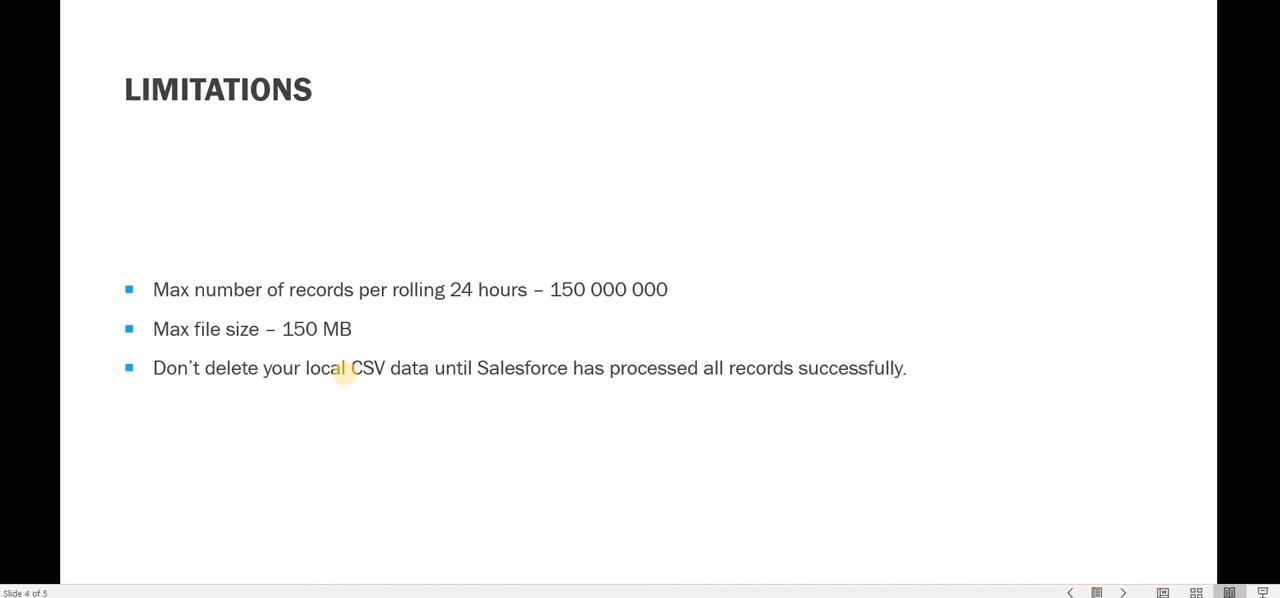 LIMITATIONS
Max number of records per rolling 24 hours – 150 000 000
Max file size – 150 MB
Don’t delete your local CSV data until Salesforce has processed all records successfully.
Slide 4 of 5